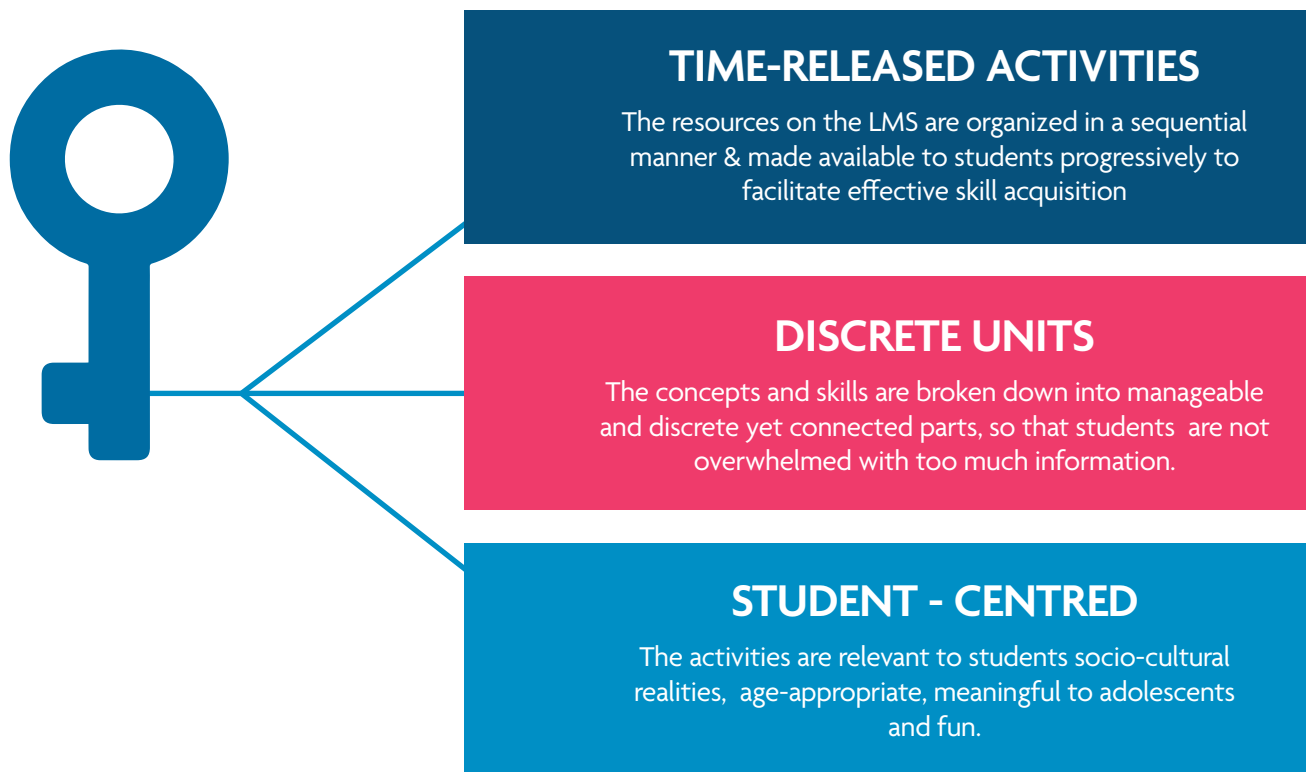 TIME-RELEASED ACTIVITIES
The resources on the LMS are organized in a sequential
manner & made available to students progressively to
facilitate effective skill acquisition
DISCRETE UNITS
The concepts and skills are broken down into manageable
and discrete yet connected parts, so that students  are not
overwhelmed with too much information.
STUDENT - CENTRED
The activities are relevant to students socio-cultural
realities,  age-appropriate, meaningful to adolescents
and fun.